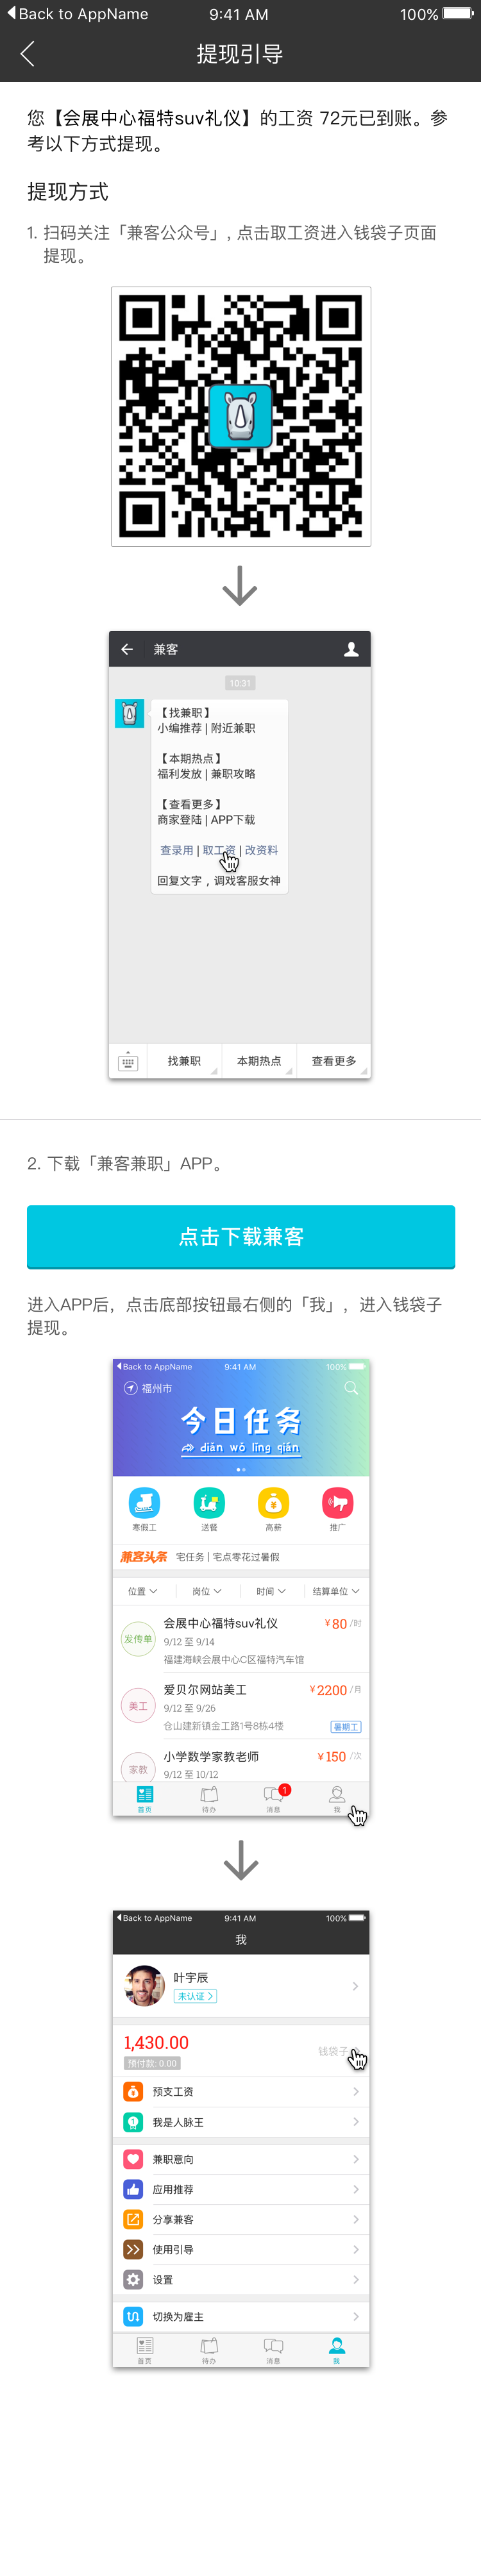 Back to AppName 9:41 AM 100%
提现引导
您【会展中心福特suv礼仪】的工资 72元已到账。参
考以下方式提现。
提现方式
1. 扫码关注「兼客公众号」, 点击取工资进入钱袋子页面
提现。
兼客
10:31
【找兼职】
小编推荐 | 附近兼职
【本期热点】
福利发放 | 兼职攻略
【查看更多】
商家登陆 | APP下载
查录用 | 取工资 | 改资料
回复文字，调戏客服女神
找兼职 本期热点 查看更多
2. 下载「兼客兼职」APP。
点击下载兼客
进入APP后，点击底部按钮最右侧的「我」，进入钱袋子
提现。
Back to AppName 9:41 AM 100%
福州市
今日任务
diǎn wǒ lǐng qián
寒假工 送餐 高薪 推广
兼客头条 宅任务 | 宅点零花过暑假
位置 岗位 时间 结算单位
会展中心福特suv礼仪 ¥80 /时
发传单
9/12 至 9/14
福建海峡会展中心C区福特汽车馆
爱贝尔网站美工 ¥2200 /月
美工
9/12 至 9/26
仓山建新镇金工路1号8栋4楼 暑期工
小学数学家教老师 ¥150 /次
家教
9/12 至 10/12
1
首页 待办 消息 我
Back to AppName 9:41 AM 100%
我
叶宇辰
未认证
1,430.00
钱袋子
预付款: 0.00
预支工资
我是人脉王
兼职意向
应用推荐
分享兼客
使用引导
设置
切换为雇主
首页 待办 消息 我